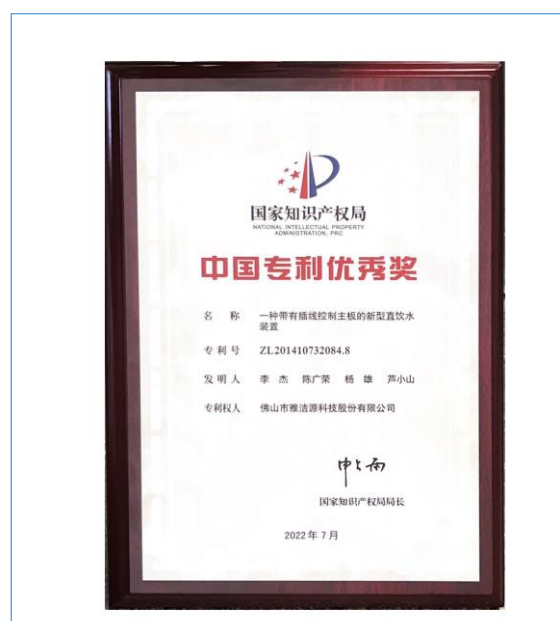 国家知识产权局
NATIONAL INTELLECTUAL PROPERTY
ADMINISTRATION, PRC
中国专利优秀奖
名 称 一种带有插线控制主板的新型直饮水
装置
专 利 号 ZL201410732084.8
发 明 人 李 杰 陈广荣 杨 雄 芦小山
专利权人 佛山市雅洁源科技股份有限公司
申长雨
国家知识产权局局长
2022 年 7 月